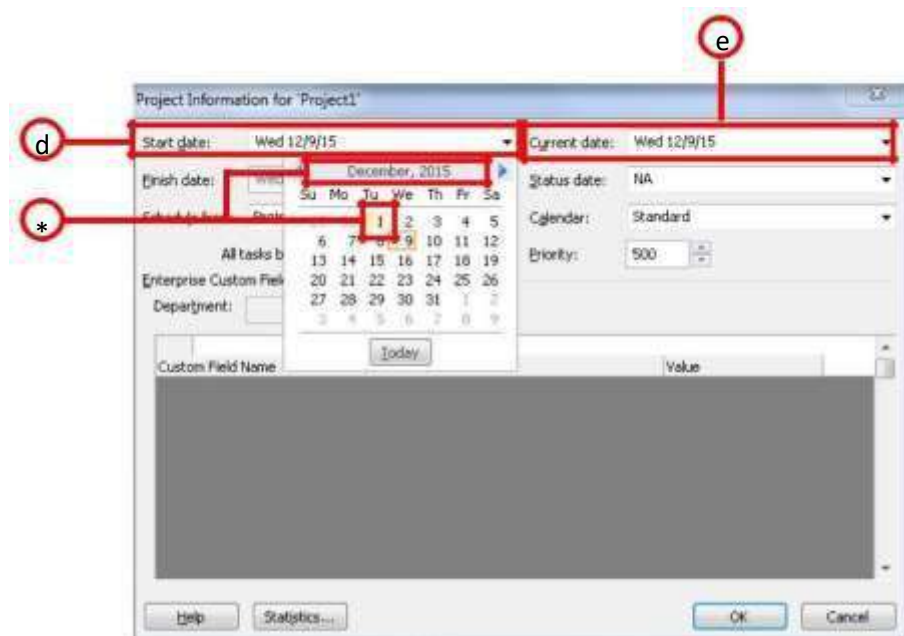 e
Project Information for 'Project1'
d
Start date: Wed 12/9/15
Current date: Wed 12/9/15
December, 2015
Finish date:
Status date: NA
Su Mo Tu We Th Fr Sa
*
1 2 3 4 5
Calendar: Standard
6 7 8 9 10 11 12
All tasks b
Priority: 500
13 14 15 16 17 18 19
Enterprise Custom Fiel
20 21 22 23 24 25 26
Department:
27 28 29 30 31 1 2
3 4 5 6 7 8 9
Today
Custom Field Name
Value
Help
Statistics...
OK
Cancel